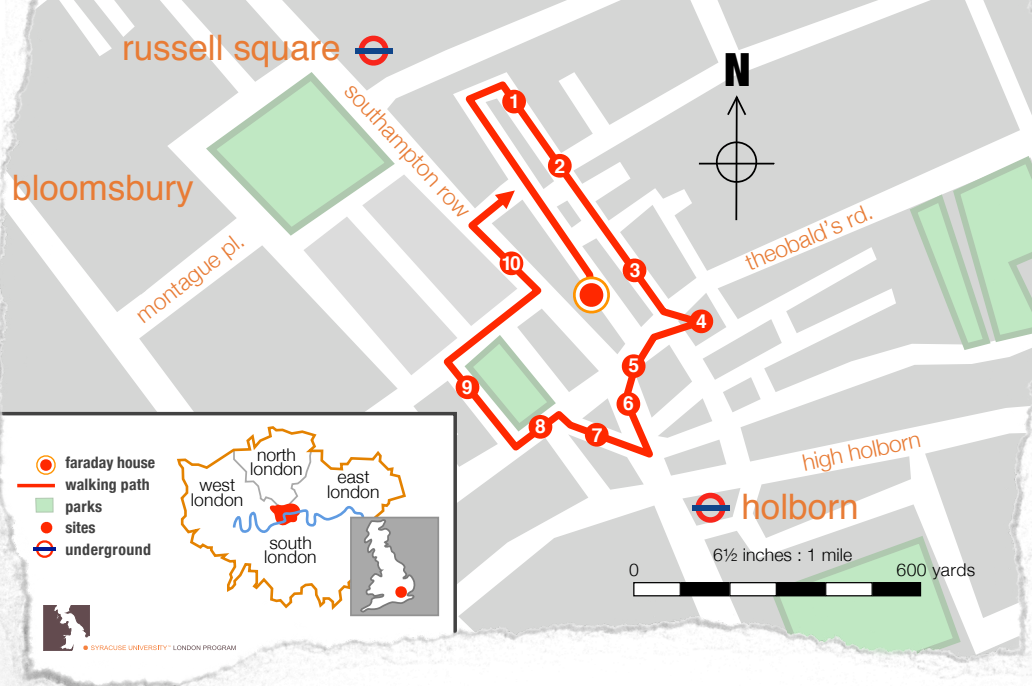 russell square
N
southampton row
1
2
bloomsbury
theobald's rd.
montague pl.
10
3
4
5
6
9
8
7
high holborn
holborn
faraday house
walking path
parks
sites
underground
north
london
west
london
east
london
south
london
6½ inches : 1 mile
0
600 yards
SYRACUSE UNIVERSITY LONDON PROGRAM